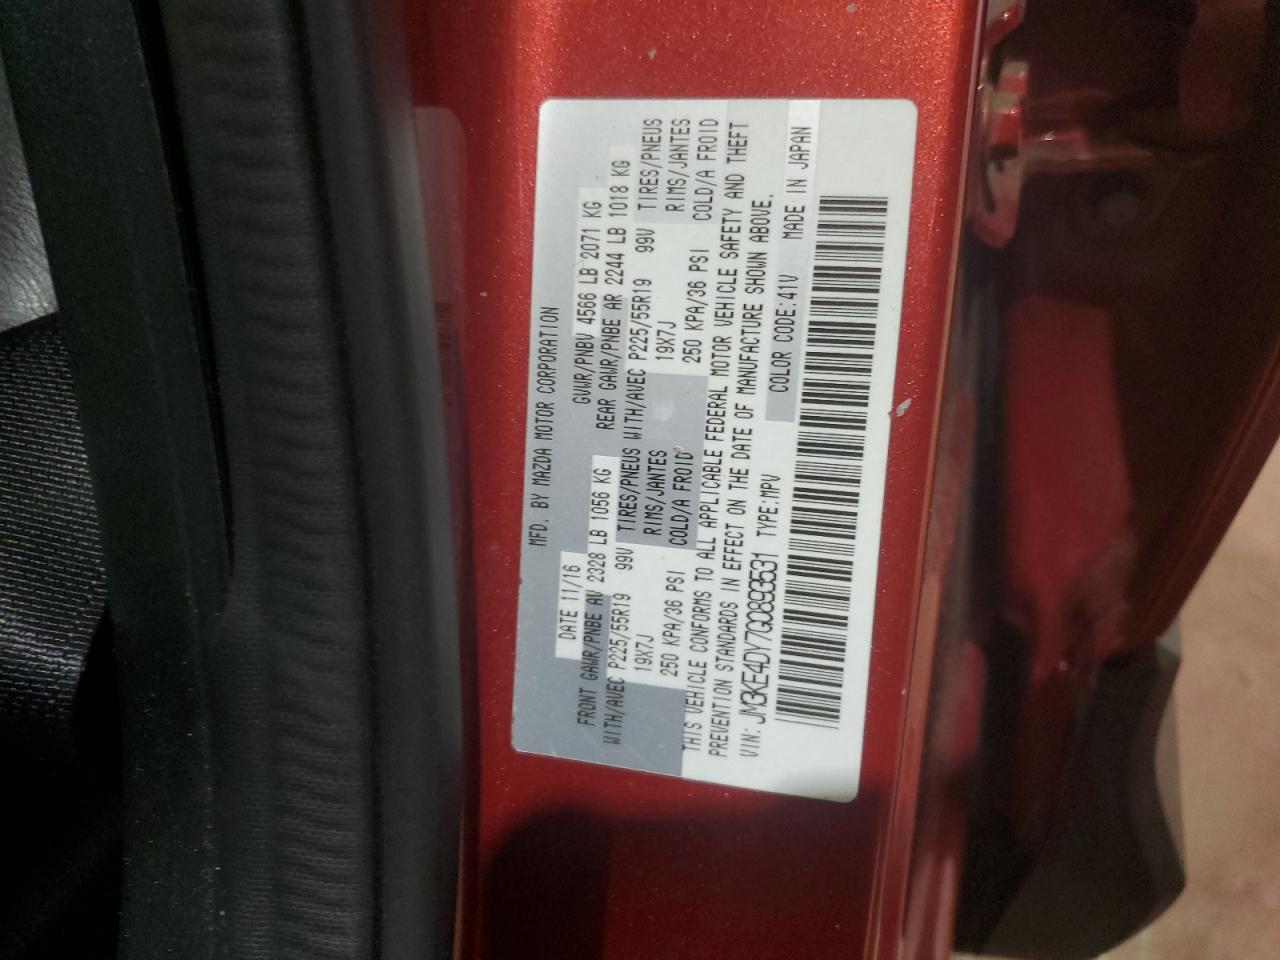 MFD. BY MAZDA MOTOR CORPORATION
DATE 11/16 GVWR/PNBV 4566 LB 2071 KG
FRONT GAWR/PNBE AV 2328 LB 1056 KG REAR GAWR/PNBE AR 2244 LB 1018 KG
WITH/AVEC P225/55R19 99V TIRES/PNEUS WITH/AVEC P225/55R19 99V TIRES/PNEUS
19X7J RIMS/JANTES 19X7J RIMS/JANTES
250 KPA/36 PSI COLD/A FROID 250 KPA/36 PSI COLD/A FROID
THIS VEHICLE CONFORMS TO ALL APPLICABLE FEDERAL MOTOR VEHICLE SAFETY AND THEFT
PREVENTION STANDARDS IN EFFECT ON THE DATE OF MANUFACTURE SHOWN ABOVE.
VIN: JM3KE4DY7G0893531 TYPE:MPV COLOR CODE:41V MADE IN JAPAN